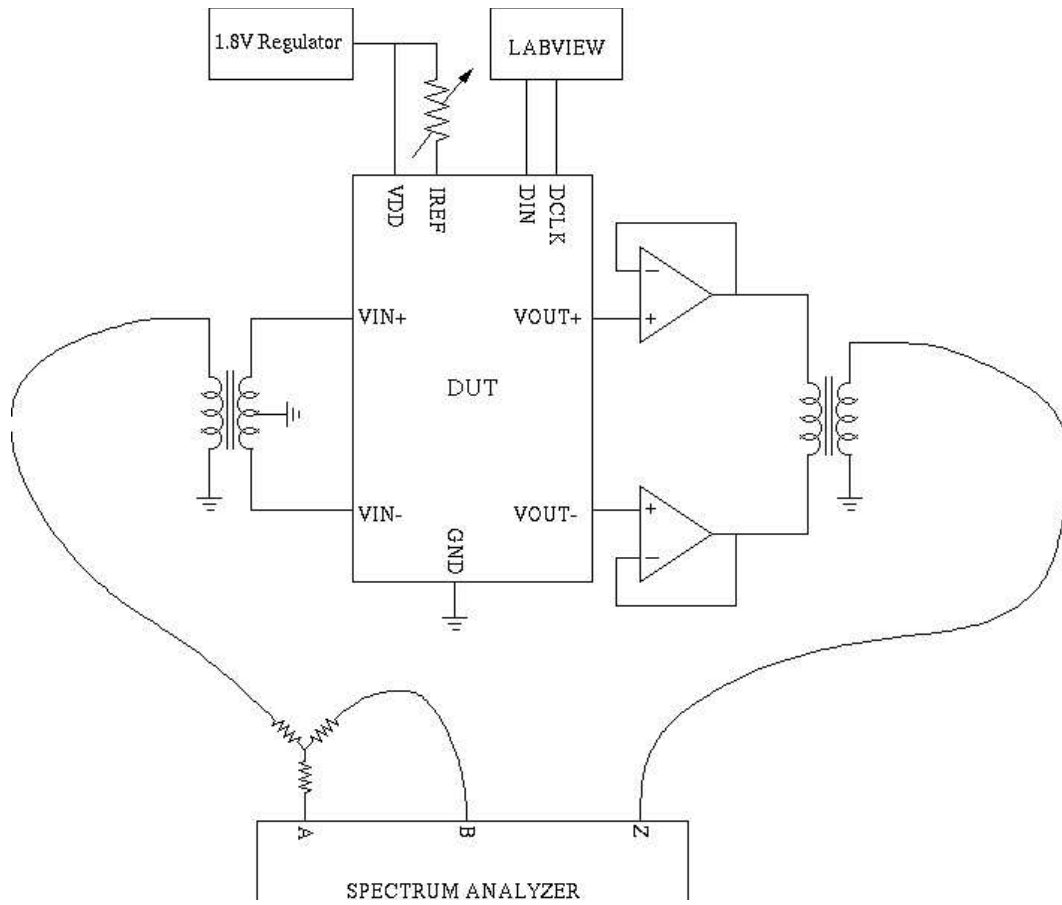 1.8V Regulator
LABVIEW
VDD
IREF
DIN
DCLK
VIN+
VOUT+
DUT
VIN-
VOUT-
GND
A
B
Z
SPECTRUM ANALYZER